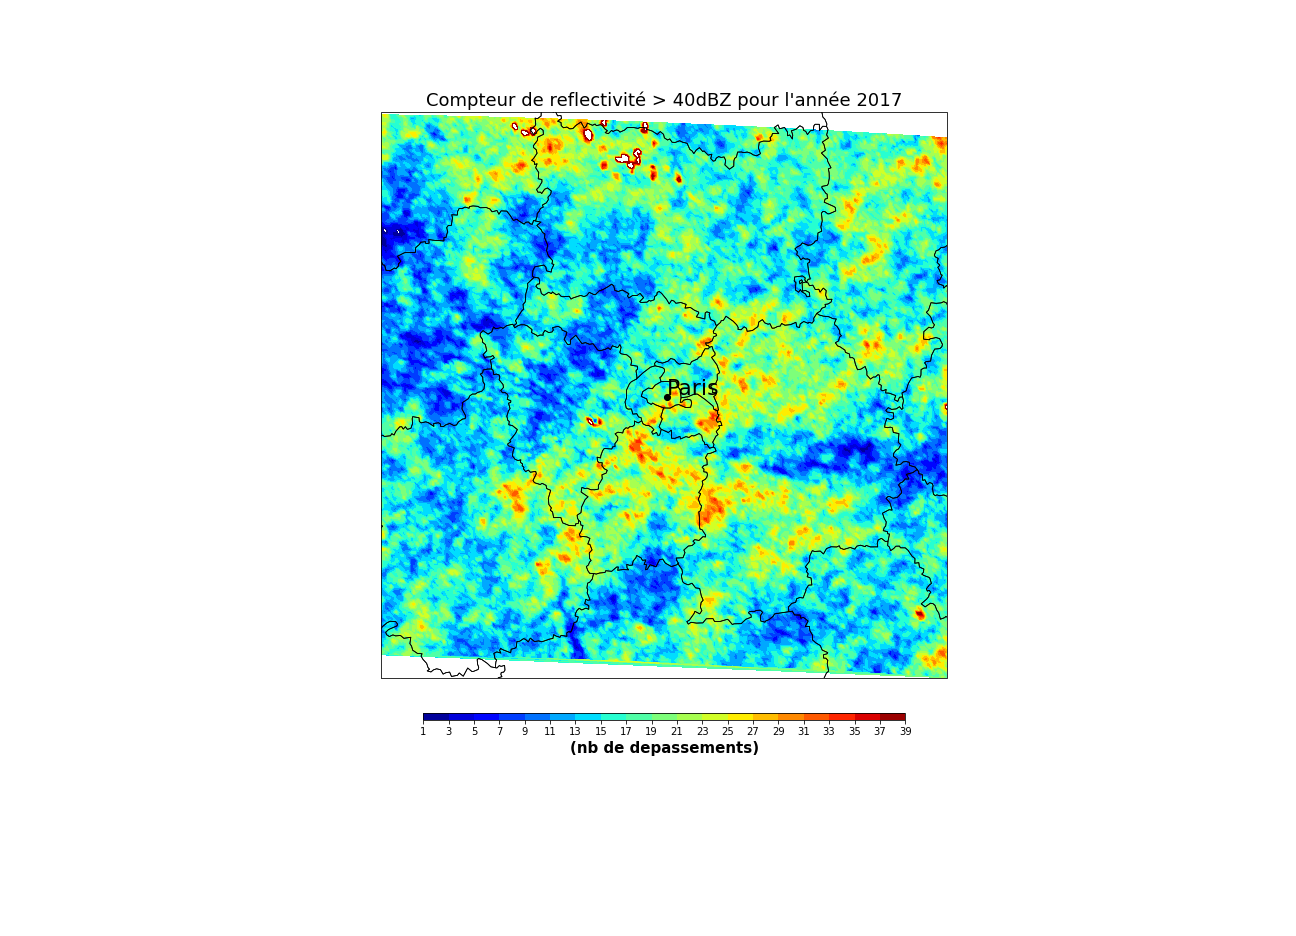 Compteur de reflectivité > 40dBZ pour l'année 2017
Paris
1 3 5 7 9 11 13 15 17 19 21 23 25 27 29 31 33 35 37 39
(nb de depassements)